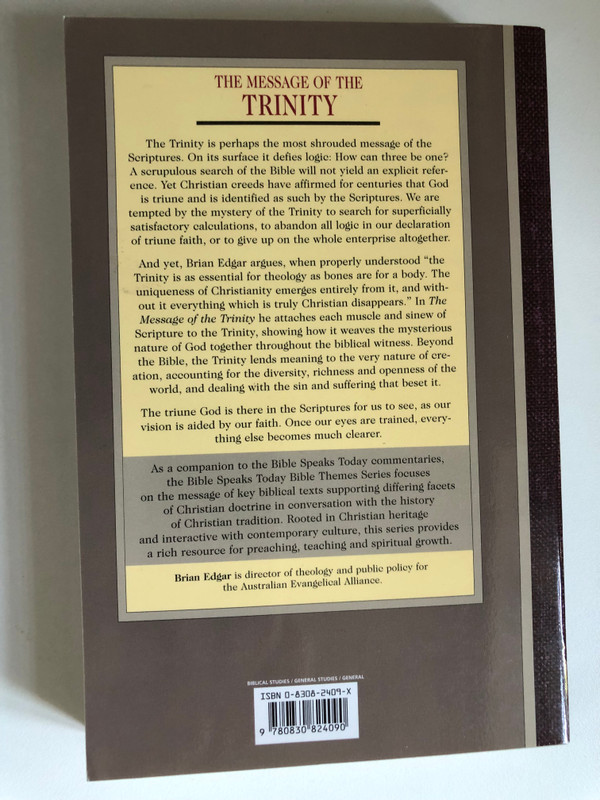 THE MESSAGE OF THE
TRINITY
The Trinity is perhaps the most shrouded message of the
Scriptures. On its surface it defies logic: How can three be one?
A scrupulous search of the Bible will not yield an explicit refer-
ence. Yet Christian creeds have affirmed for centuries that God
is triune and is identified as such by the Scriptures. We are
tempted by the mystery of the Trinity to search for superficially
satisfactory calculations, to abandon all logic in our declaration
of triune faith, or to give up on the whole enterprise altogether.
And yet, Brian Edgar argues, when properly understood “the
Trinity is as essential for theology as bones are for a body. The
uniqueness of Christianity emerges entirely from it, and with-
out it everything which is truly Christian disappears.” In The
Message of the Trinity he attaches each muscle and sinew of
Scripture to the Trinity, showing how it weaves the mysterious
nature of God together throughout the biblical witness. Beyond
the Bible, the Trinity lends meaning to the very nature of cre-
ation, accounting for the diversity, richness and openness of the
world, and dealing with the sin and suffering that beset it.
The triune God is there in the Scriptures for us to see, as our
vision is aided by our faith. Once our eyes are trained, every-
thing else becomes much clearer.
As a companion to the Bible Speaks Today commentaries,
the Bible Speaks Today Bible Themes Series focuses
on the message of key biblical texts supporting differing facets
of Christian doctrine in conversation with the history
of Christian tradition. Rooted in Christian heritage
and interactive with contemporary culture, this series provides
a rich resource for preaching, teaching and spiritual growth.
Brian Edgar is director of theology and public policy for
the Australian Evangelical Alliance.
BIBLICAL STUDIES / GENERAL STUDIES / GENERAL
ISBN 0-8308-2409-X
9 780830 824090